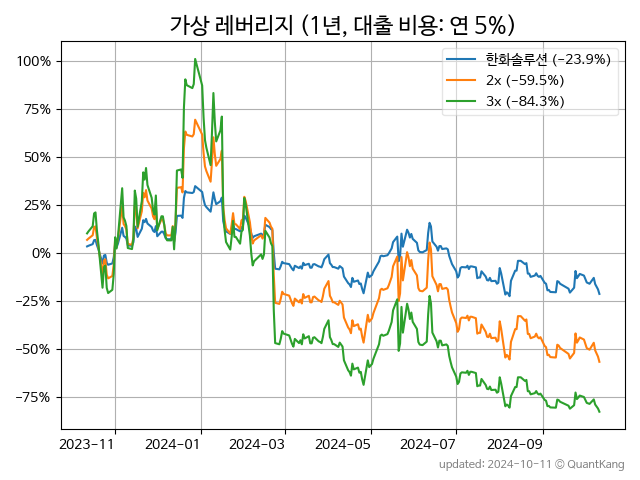 가상 레버리지 (1년, 대출 비용: 연 5%)
100%
75%
50%
25%
0%
−25%
−50%
−75%
한화솔루션 (−23.9%)
2x (−59.5%)
3x (−84.3%)
2023-11
2024-01
2024-03
2024-05
2024-07
2024-09
updated: 2024-10-11 © QuantKang